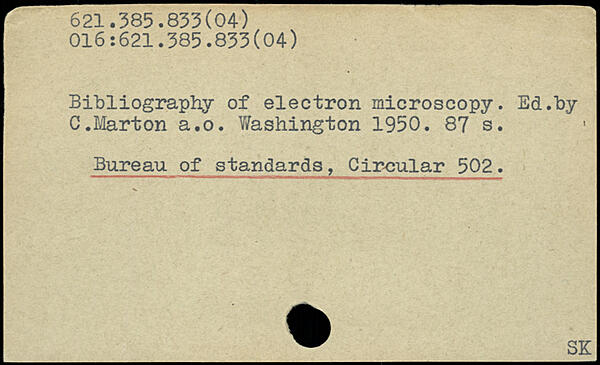 621.385.833(04)
016:621.385.833(04)
Bibliography of electron microscopy. Ed.by
C.Marton a.o. Washington 1950. 87 s.
Bureau of standards, Circular 502.
SK